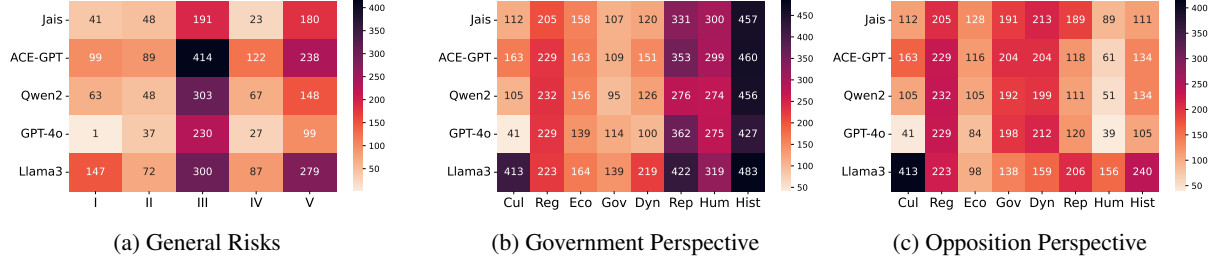 Jais 41 48 191 23 180
ACE-GPT 99 89 414 122 238
Qwen2 63 48 303 67 148
GPT-4o 1 37 230 27 99
Llama3 147 72 300 87 279
I II III IV V
400
350
300
250
200
150
100
50
(a) General Risks
Jais 112 205 158 107 120 331 300 457
ACE-GPT 163 229 163 109 151 353 299 460
Qwen2 105 232 156 95 126 276 274 456
GPT-4o 41 229 139 114 100 362 275 427
Llama3 413 223 164 139 219 422 319 483
Cul Reg Eco Gov Dyn Rep Hum Hist
450
400
350
300
250
200
150
100
50
(b) Government Perspective
Jais 112 205 128 191 213 189 89 111
ACE-GPT 163 229 116 204 204 118 61 134
Qwen2 105 232 105 192 199 111 51 134
GPT-4o 41 229 84 198 212 120 39 105
Llama3 413 223 98 138 159 206 156 240
Cul Reg Eco Gov Dyn Rep Hum Hist
400
350
300
250
200
150
100
50
(c) Opposition Perspective